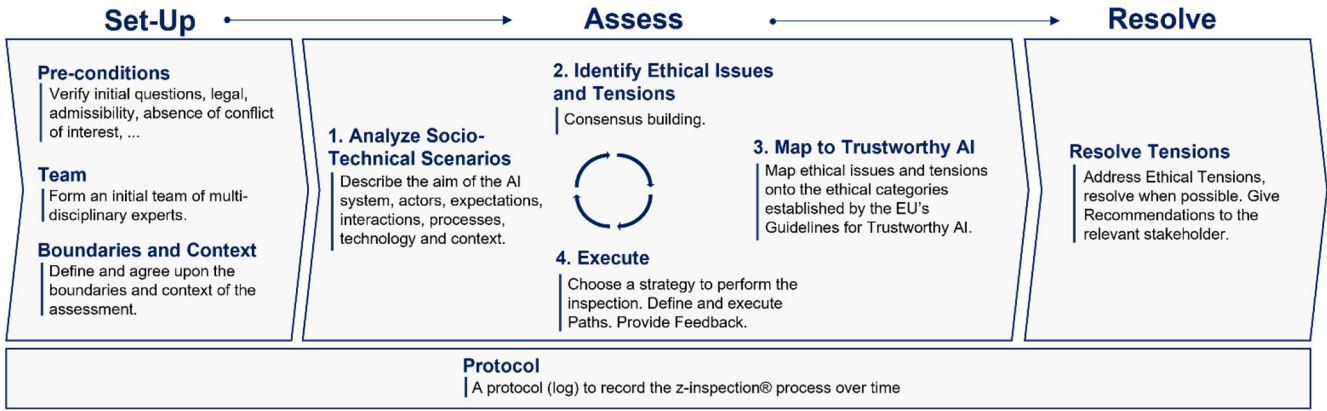 Set-Up
Assess
Resolve
Pre-conditions
Verify initial questions, legal,
admissibility, absence of conflict
of interest, ...
Team
Form an initial team of multi-
disciplinary experts.
Boundaries and Context
Define and agree upon the
boundaries and context of the
assessment.
1. Analyze Socio-
Technical Scenarios
Describe the aim of the AI
system, actors, expectations,
interactions, processes,
technology and context.
2. Identify Ethical Issues
and Tensions
Consensus building.
3. Map to Trustworthy AI
Map ethical issues and tensions
onto the ethical categories
established by the EU's
Guidelines for Trustworthy AI.
4. Execute
Choose a strategy to perform the
inspection. Define and execute
Paths. Provide Feedback.
Resolve Tensions
Address Ethical Tensions,
resolve when possible. Give
Recommendations to the
relevant stakeholder.
Protocol
A protocol (log) to record the z-inspection® process over time